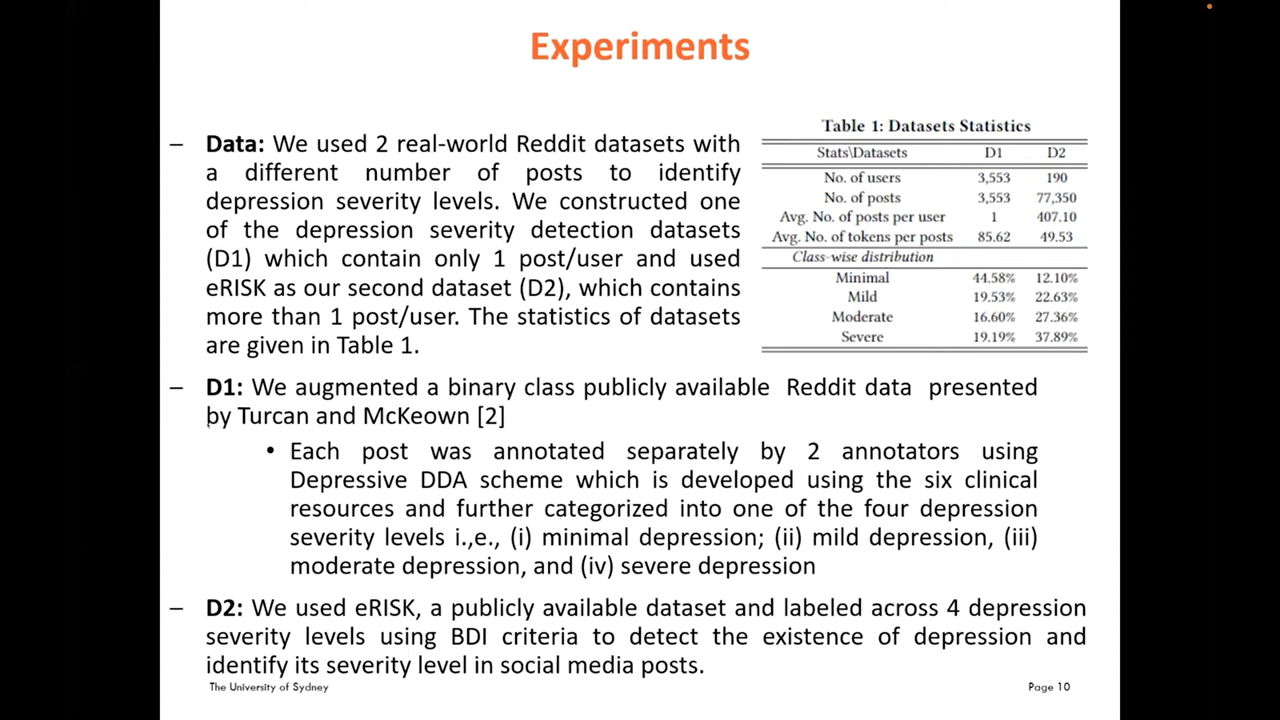 Experiments
– Data: We used 2 real-world Reddit datasets with
a different number of posts to identify
depression severity levels. We constructed one
of the depression severity detection datasets
(D1) which contain only 1 post/user and used
eRISK as our second dataset (D2), which contains
more than 1 post/user. The statistics of datasets
are given in Table 1.
Table 1: Datasets Statistics
Stats\Datasets D1 D2
No. of users 3,553 190
No. of posts 3,553 77,350
Avg. No. of posts per user 1 407.10
Avg. No. of tokens per posts 85.62 49.53
Class-wise distribution
Minimal 44.58% 12.10%
Mild 19.53% 22.63%
Moderate 16.60% 27.36%
Severe 19.19% 37.89%
– D1: We augmented a binary class publicly available Reddit data presented
by Turcan and McKeown [2]
• Each post was annotated separately by 2 annotators using
Depressive DDA scheme which is developed using the six clinical
resources and further categorized into one of the four depression
severity levels i.,e., (i) minimal depression; (ii) mild depression, (iii)
moderate depression, and (iv) severe depression
– D2: We used eRISK, a publicly available dataset and labeled across 4 depression
severity levels using BDI criteria to detect the existence of depression and
identify its severity level in social media posts.
The University of Sydney
Page 10